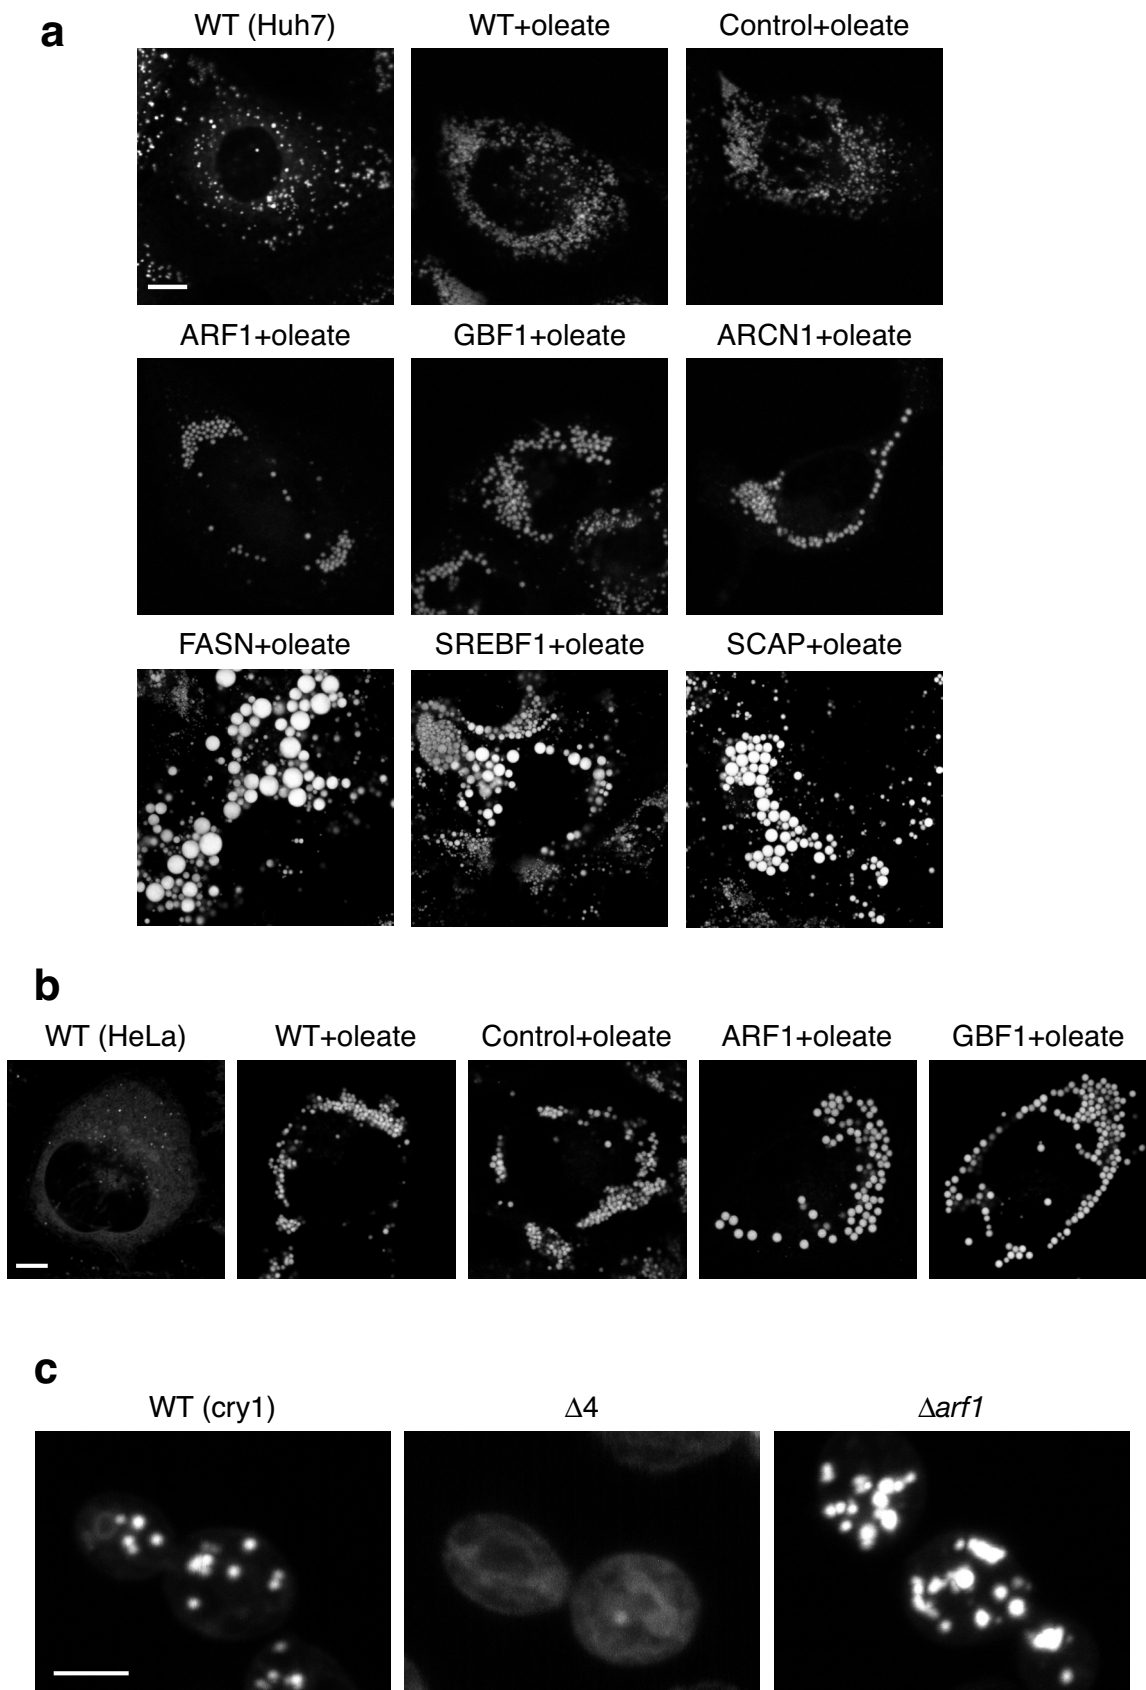 a
WT (Huh7) WT+oleate Control+oleate
ARF1+oleate GBF1+oleate ARCN1+oleate
FASN+oleate SREBF1+oleate SCAP+oleate
b
WT (HeLa) WT+oleate Control+oleate ARF1+oleate GBF1+oleate
c
WT (cry1) Δ4 Δarf1